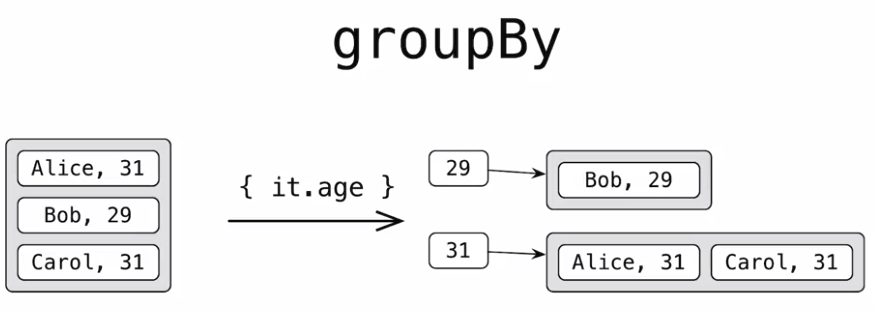 groupBy
Alice, 31
Bob, 29
Carol, 31
{ it.age }
29
Bob, 29
31
Alice, 31
Carol, 31